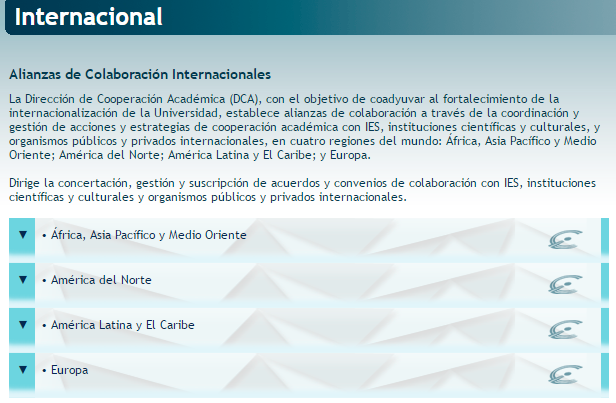 Internacional
Alianzas de Colaboración Internacionales
La Dirección de Cooperación Académica (DCA), con el objetivo de coadyuvar al fortalecimiento de la
internacionalización de la Universidad, establece alianzas de colaboración a través de la coordinación y
gestión de acciones y estrategias de cooperación académica con IES, instituciones científicas y culturales, y
organismos públicos y privados internacionales, en cuatro regiones del mundo: África, Asia Pacífico y Medio
Oriente; América del Norte; América Latina y El Caribe; y Europa.
Dirige la concertación, gestión y suscripción de acuerdos y convenios de colaboración con IES, instituciones
científicas y culturales y organismos públicos y privados internacionales.
▼ • África, Asia Pacífico y Medio Oriente
▼ • América del Norte
▼ • América Latina y El Caribe
▼ • Europa